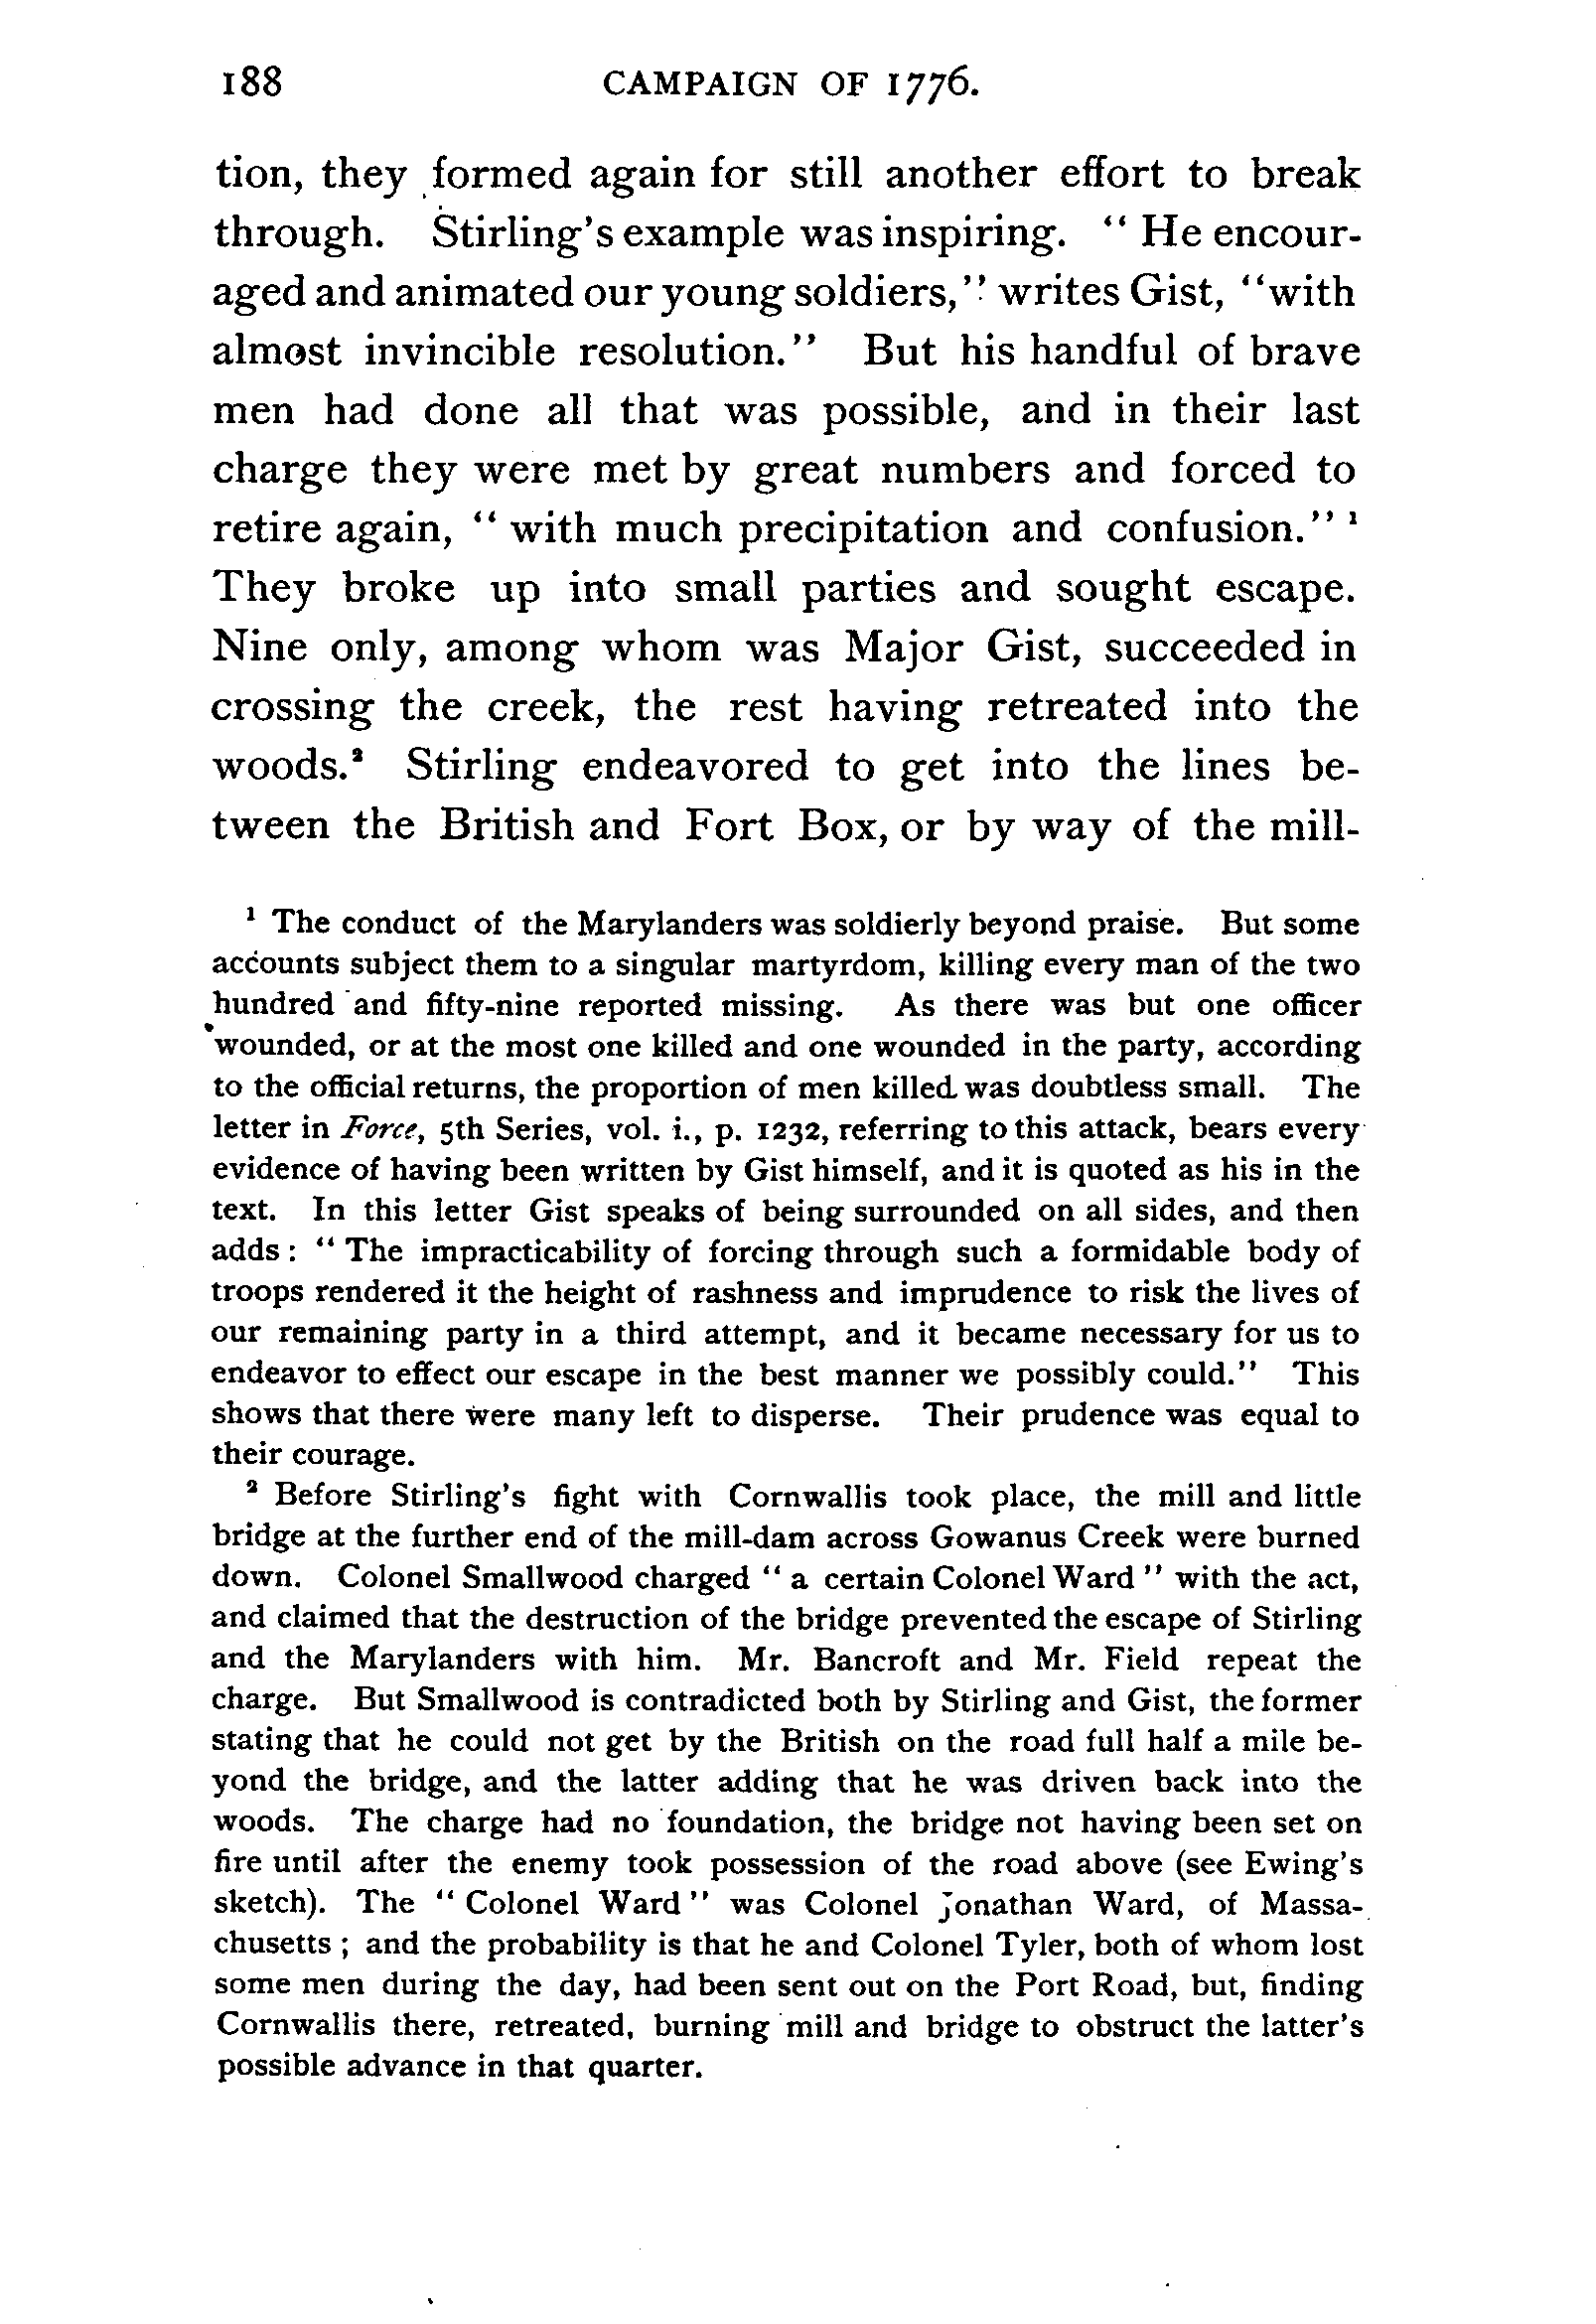 188 CAMPAIGN OF 1776.
tion, they formed again for still another effort to break
through. Stirling's example was inspiring. “ He encour-
aged and animated our young soldiers,” writes Gist, “with
almost invincible resolution.” But his handful of brave
men had done all that was possible, and in their last
charge they were met by great numbers and forced to
retire again, “ with much precipitation and confusion.” ¹
They broke up into small parties and sought escape.
Nine only, among whom was Major Gist, succeeded in
crossing the creek, the rest having retreated into the
woods.² Stirling endeavored to get into the lines be-
tween the British and Fort Box, or by way of the mill-
¹ The conduct of the Marylanders was soldierly beyond praise. But some
accounts subject them to a singular martyrdom, killing every man of the two
hundred and fifty-nine reported missing. As there was but one officer
wounded, or at the most one killed and one wounded in the party, according
to the official returns, the proportion of men killed was doubtless small. The
letter in Force, 5th Series, vol. i., p. 1232, referring to this attack, bears every
evidence of having been written by Gist himself, and it is quoted as his in the
text. In this letter Gist speaks of being surrounded on all sides, and then
adds : “ The impracticability of forcing through such a formidable body of
troops rendered it the height of rashness and imprudence to risk the lives of
our remaining party in a third attempt, and it became necessary for us to
endeavor to effect our escape in the best manner we possibly could.” This
shows that there were many left to disperse. Their prudence was equal to
their courage.
² Before Stirling's fight with Cornwallis took place, the mill and little
bridge at the further end of the mill-dam across Gowanus Creek were burned
down. Colonel Smallwood charged “ a certain Colonel Ward ” with the act,
and claimed that the destruction of the bridge prevented the escape of Stirling
and the Marylanders with him. Mr. Bancroft and Mr. Field repeat the
charge. But Smallwood is contradicted both by Stirling and Gist, the former
stating that he could not get by the British on the road full half a mile be-
yond the bridge, and the latter adding that he was driven back into the
woods. The charge had no foundation, the bridge not having been set on
fire until after the enemy took possession of the road above (see Ewing's
sketch). The “ Colonel Ward ” was Colonel Jonathan Ward, of Massa-
chusetts ; and the probability is that he and Colonel Tyler, both of whom lost
some men during the day, had been sent out on the Port Road, but, finding
Cornwallis there, retreated, burning mill and bridge to obstruct the latter's
possible advance in that quarter.